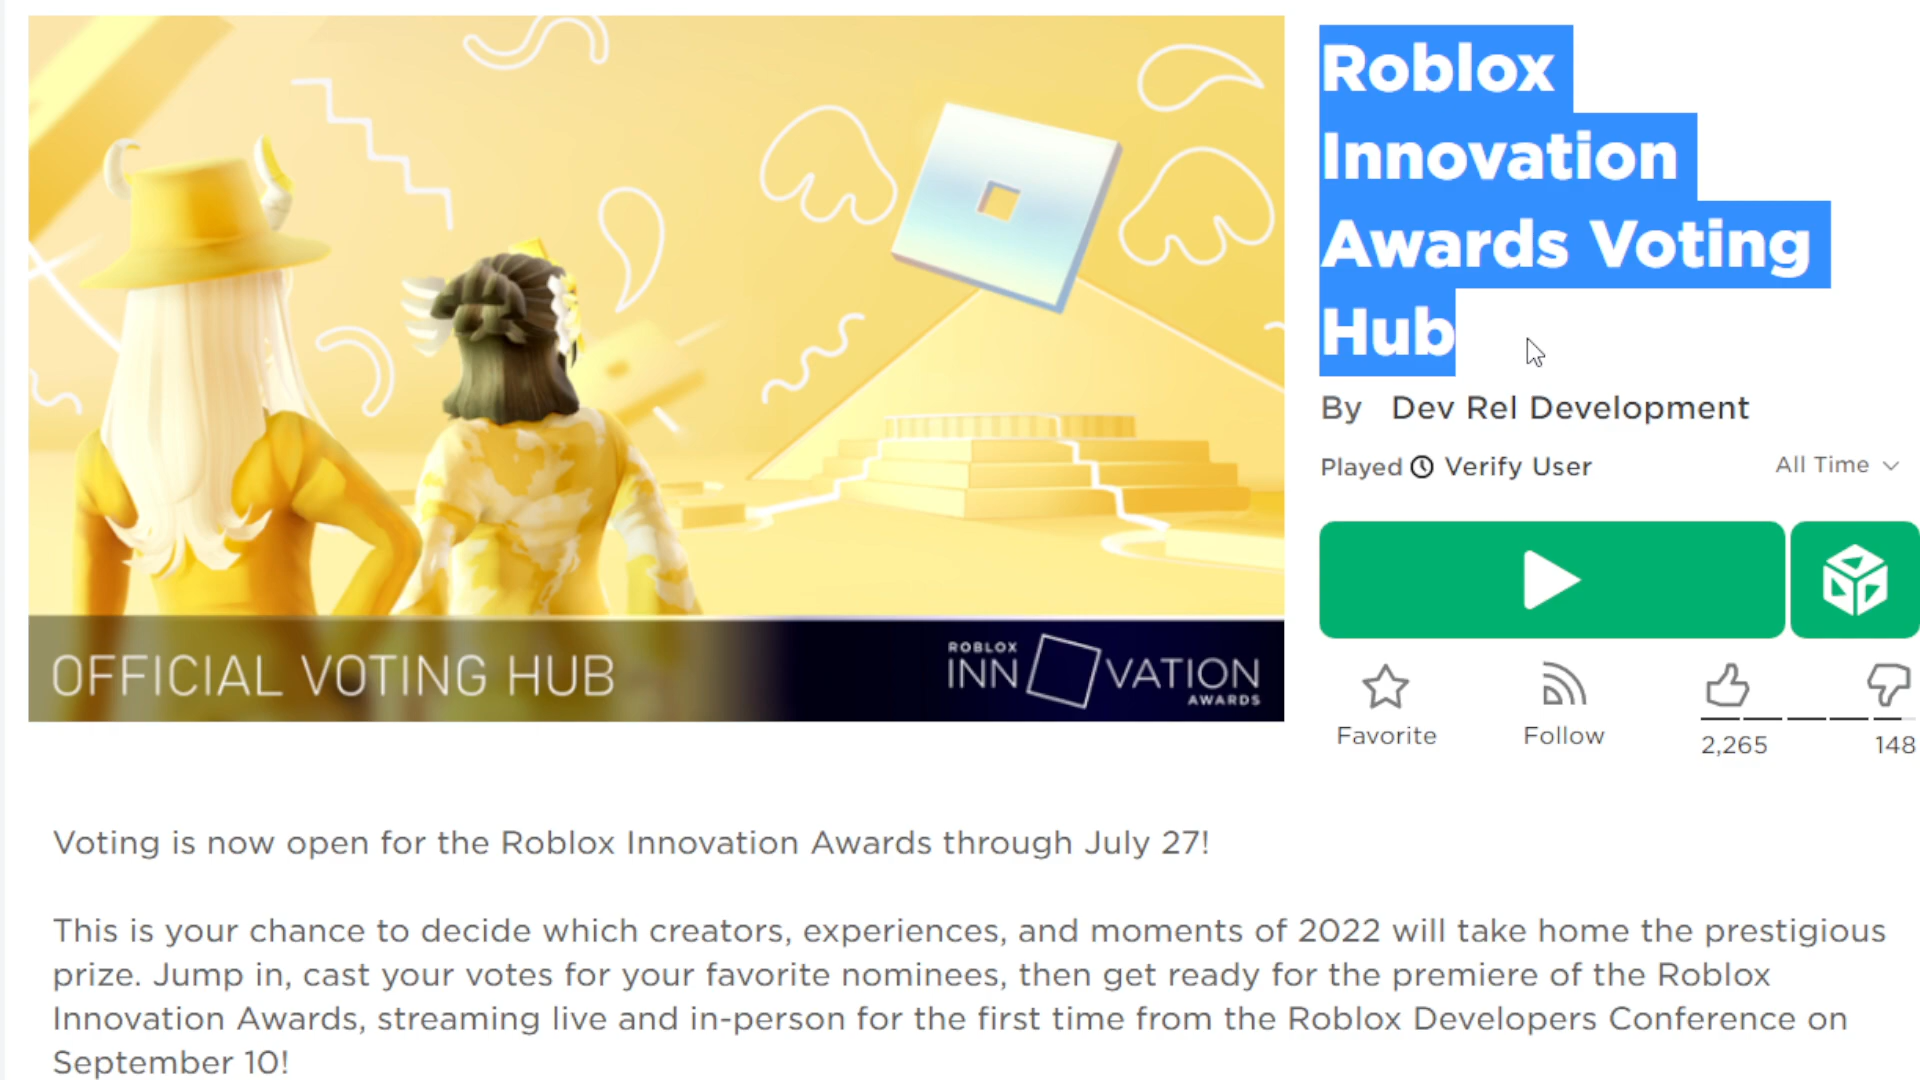 Roblox
Innovation
Awards Voting
Hub
By Dev Rel Development
Played Verify User
All Time
OFFICIAL VOTING HUB
ROBLOX
INNOVATION
AWARDS
Favorite
Follow
2,265
148
Voting is now open for the Roblox Innovation Awards through July 27!
This is your chance to decide which creators, experiences, and moments of 2022 will take home the prestigious
prize. Jump in, cast your votes for your favorite nominees, then get ready for the premiere of the Roblox
Innovation Awards, streaming live and in-person for the first time from the Roblox Developers Conference on
September 10!